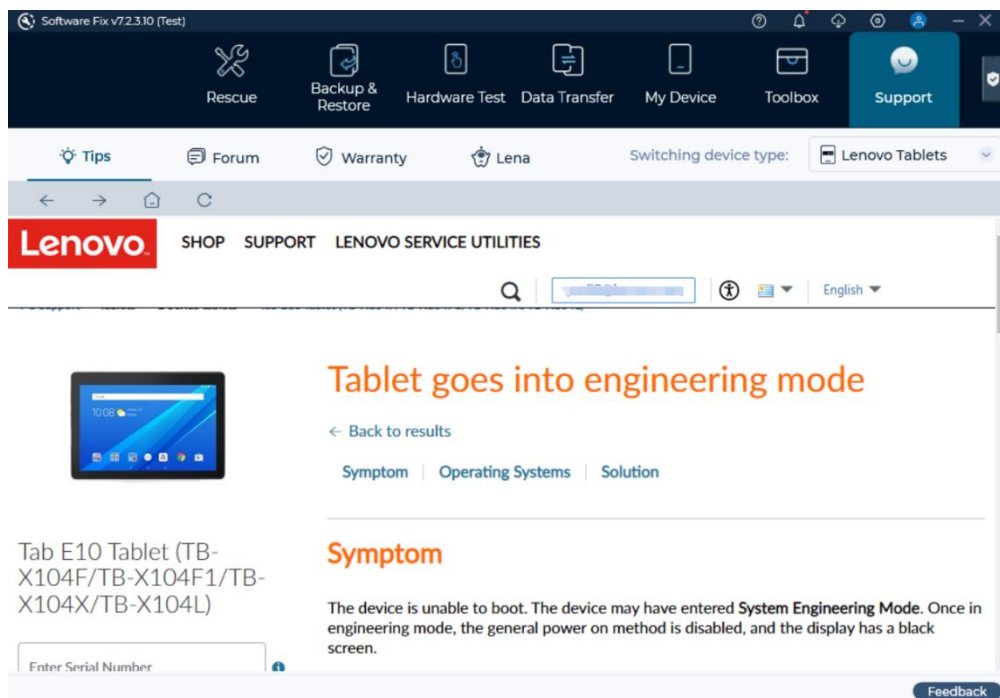 Software Fix v7.2.3.10 (Test)
Rescue
Backup &
Restore
Hardware Test
Data Transfer
My Device
Toolbox
Support
Tips
Forum
Warranty
Lena
Switching device type:
Lenovo Tablets
Lenovo
SHOP SUPPORT LENOVO SERVICE UTILITIES
English
10:08
Tablet goes into engineering mode
← Back to results
Symptom | Operating Systems | Solution
Tab E10 Tablet (TB-
X104F/TB-X104F1/TB-
X104X/TB-X104L)
Enter Serial Number
Symptom
The device is unable to boot. The device may have entered System Engineering Mode. Once in
engineering mode, the general power on method is disabled, and the display has a black
screen.
Feedback